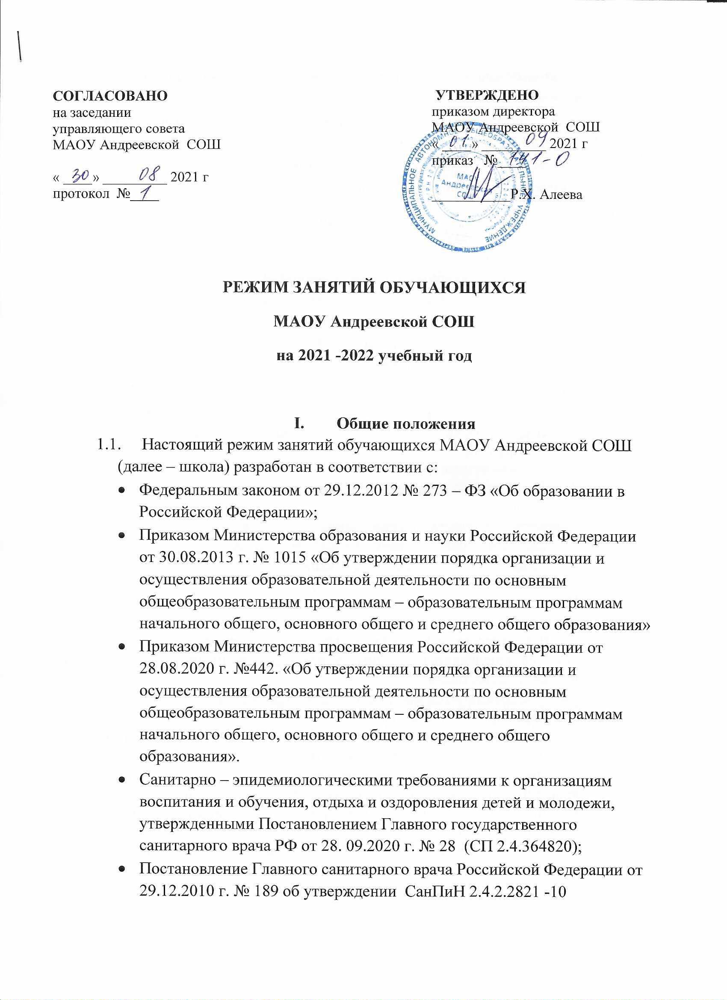 СОГЛАСОВАНО
на заседании
управляющего совета
МАОУ Андреевской СОШ
« 30 » 08 2021 г
протокол № 1
УТВЕРЖДЕНО
приказом директора
МАОУ Андреевской СОШ
« 01 » 09 2021 г
приказ № 141-О
Р.Х. Алеева
МУНИЦИПАЛЬНОЕ АВТОНОМНОЕ ОБЩЕОБРАЗОВАТЕЛЬНОЕ УЧРЕЖДЕНИЕ
МАОУ
Андреевская
СОШ
РЕЖИМ ЗАНЯТИЙ ОБУЧАЮЩИХСЯ
МАОУ Андреевской СОШ
на 2021 -2022 учебный год
I. Общие положения
1.1. Настоящий режим занятий обучающихся МАОУ Андреевской СОШ
(далее – школа) разработан в соответствии с:
• Федеральным законом от 29.12.2012 № 273 – ФЗ «Об образовании в
Российской Федерации»;
• Приказом Министерства образования и науки Российской Федерации
от 30.08.2013 г. № 1015 «Об утверждении порядка организации и
осуществления образовательной деятельности по основным
общеобразовательным программам – образовательным программам
начального общего, основного общего и среднего общего образования»
• Приказом Министерства просвещения Российской Федерации от
28.08.2020 г. №442. «Об утверждении порядка организации и
осуществления образовательной деятельности по основным
общеобразовательным программам – образовательным программам
начального общего, основного общего и среднего общего
образования».
• Санитарно – эпидемиологическими требованиями к организациям
воспитания и обучения, отдыха и оздоровления детей и молодежи,
утвержденными Постановлением Главного государственного
санитарного врача РФ от 28. 09.2020 г. № 28 (СП 2.4.364820);
• Постановление Главного санитарного врача Российской Федерации от
29.12.2010 г. № 189 об утверждении СанПиН 2.4.2.2821 -10